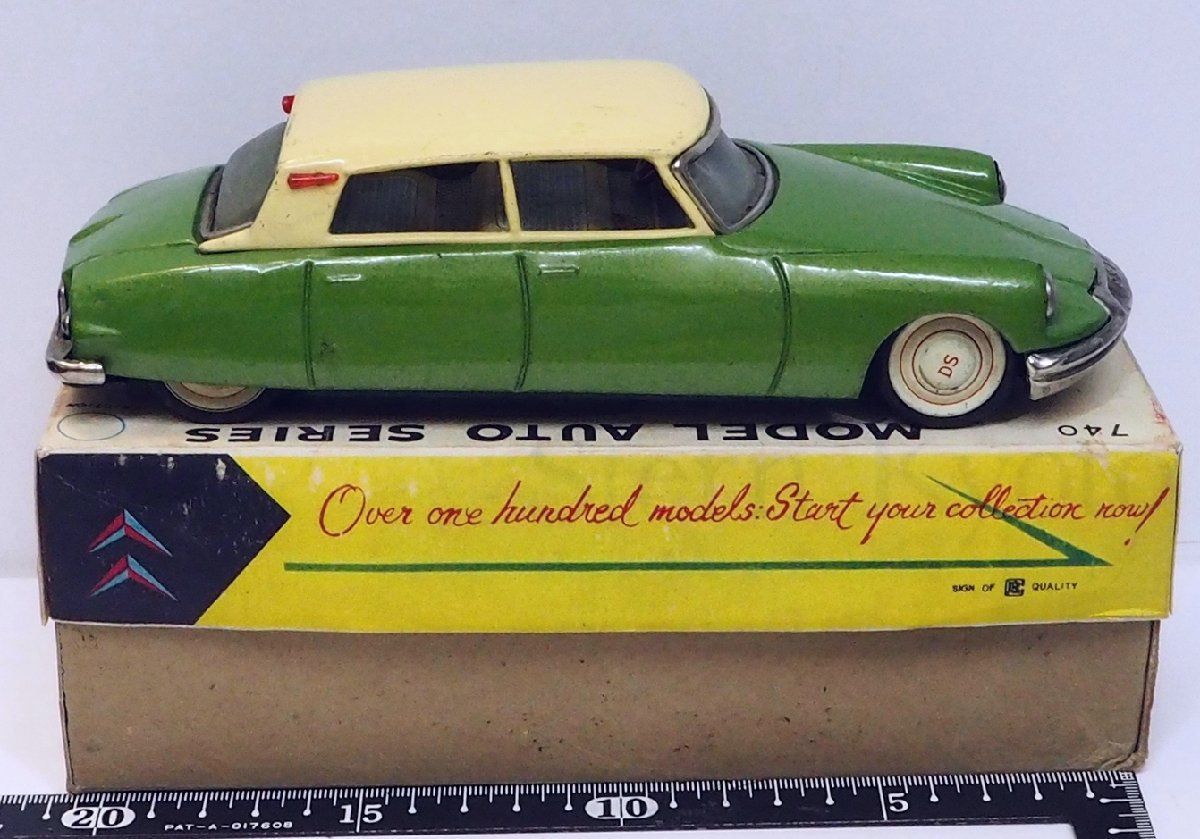 DS
MODEL AUTO SERIES
740
Over one hundred models: Start your collection now!
SIGN OF BC QUALITY
20 15 10 5
PAT-A-017608